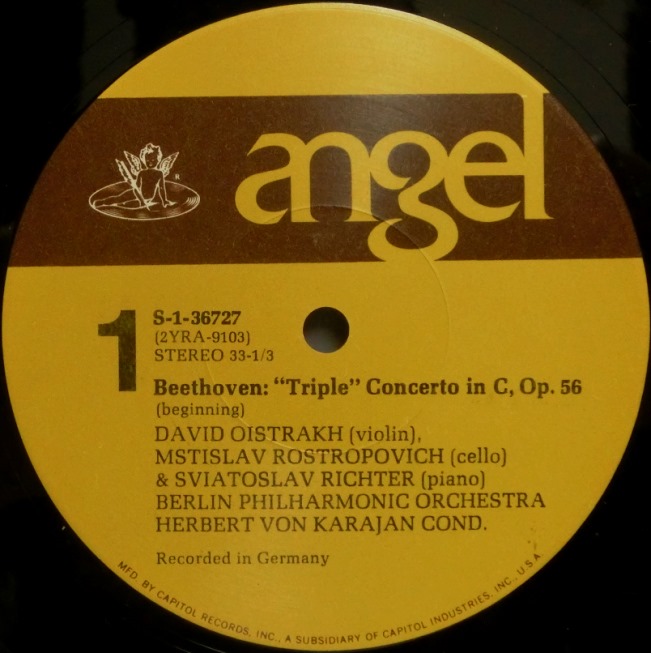 angel
1
S-1-36727
(2YRA-9103)
STEREO 33-1/3
Beethoven: “Triple” Concerto in C, Op. 56
(beginning)
DAVID OISTRAKH (violin),
MSTISLAV ROSTROPOVICH (cello)
& SVIATOSLAV RICHTER (piano)
BERLIN PHILHARMONIC ORCHESTRA
HERBERT VON KARAJAN COND.
Recorded in Germany
MFD. BY CAPITOL RECORDS, INC., A SUBSIDIARY OF CAPITOL INDUSTRIES, INC., U.S.A.